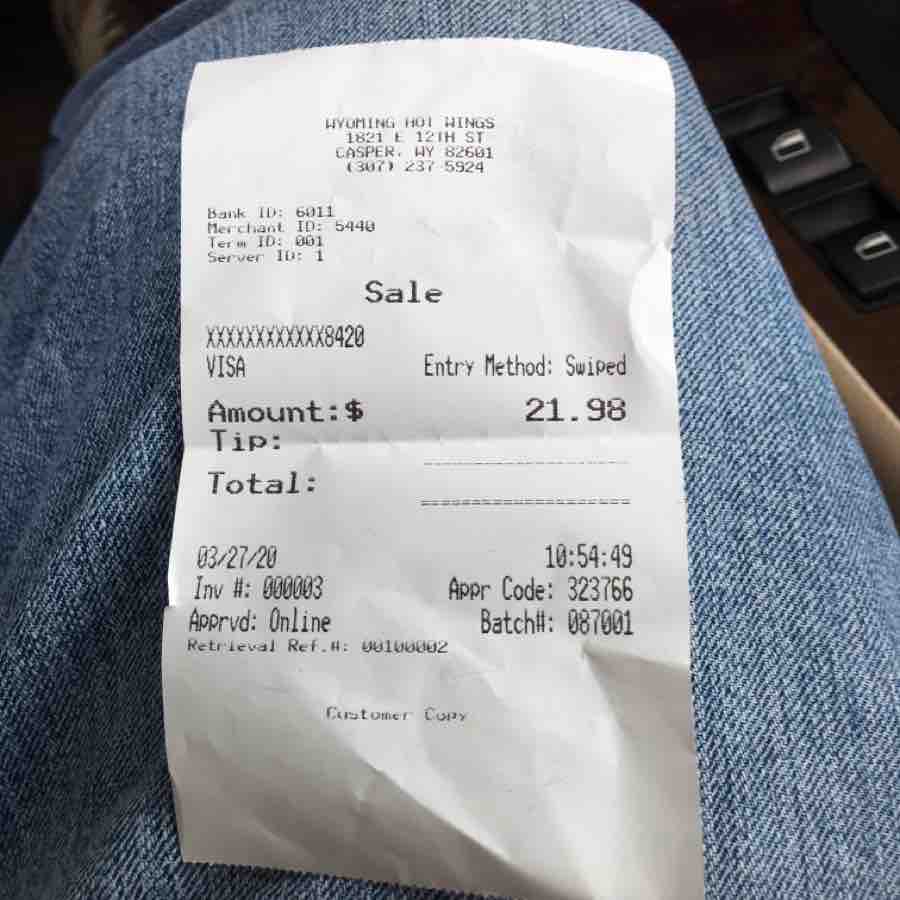 WYOMING HOT WINGS
1821 E 12TH ST
CASPER, WY 82601
(307) 237-5924
Bank ID: 6011
Merchant ID: 5440
Term ID: 001
Server ID: 1
Sale
XXXXXXXXXXXX8420
VISA Entry Method: Swiped
Amount:$ 21.98
Tip:
Total:
03/27/20 10:54:49
Inv #: 000003 Appr Code: 323766
Apprvd: Online Batch#: 087001
Retrieval Ref.#: 00100002
Customer Copy